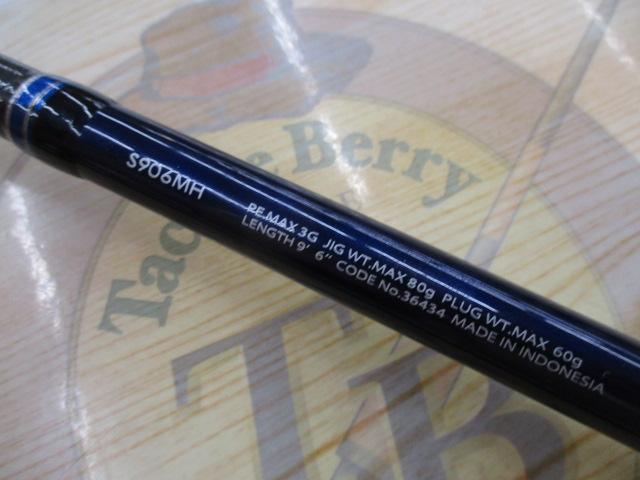 S906MH
PE MAX 3G JIG WT.MAX 80g PLUG WT.MAX 60g
LENGTH 9' 6" CODE No.36434 MADE IN INDONESIA
Tackle Berry
TB